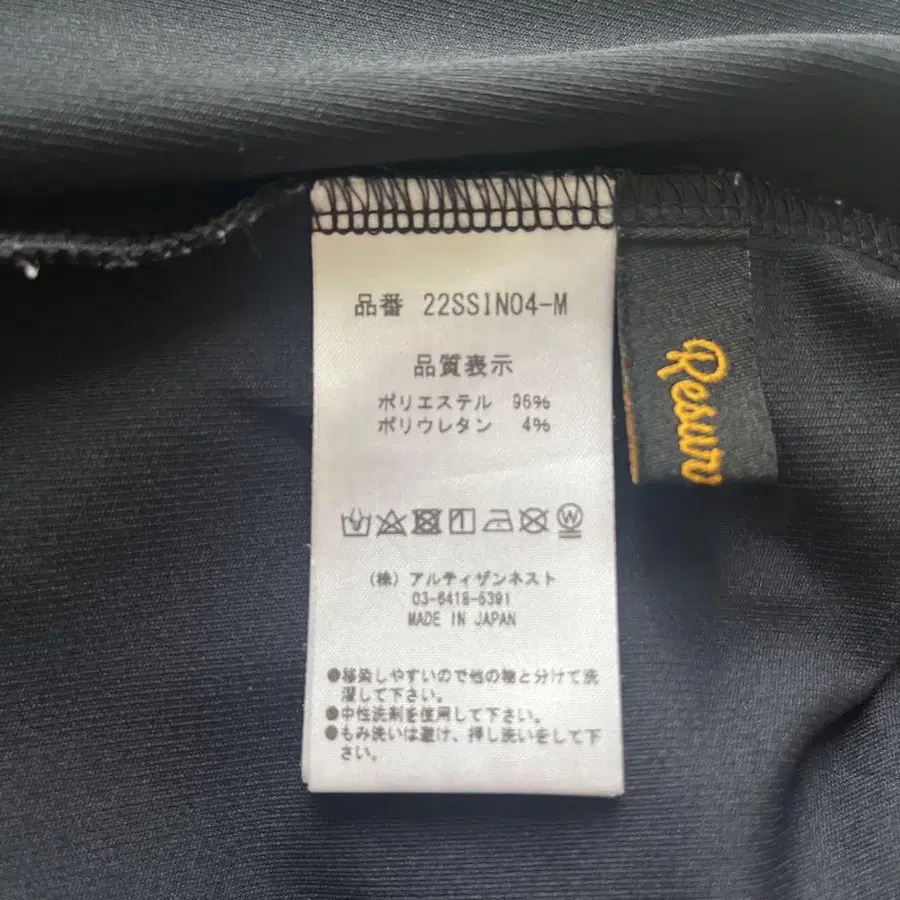 品番 22SSIN04-M
品質表示
ポリエステル 96%
ポリウレタン 4%
W
(株) アルティザンネスト
03-6418-5391
MADE IN JAPAN
●移染しやすいので他の物と分けて洗
濯して下さい。
●中性洗剤を使用して下さい。
●もみ洗いは避け、押し洗いをして下
さい。
Resurr